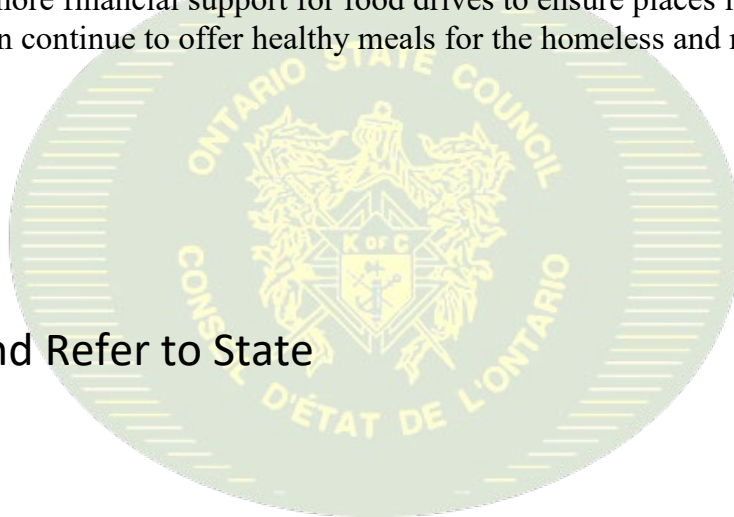 more financial support for food drives to ensure places
n continue to offer healthy meals for the homeless and
ONTARIO STATE COUNCIL
K OF C
nd Refer to State
CONSEIL D'ÉTAT DE L'ONTARIO